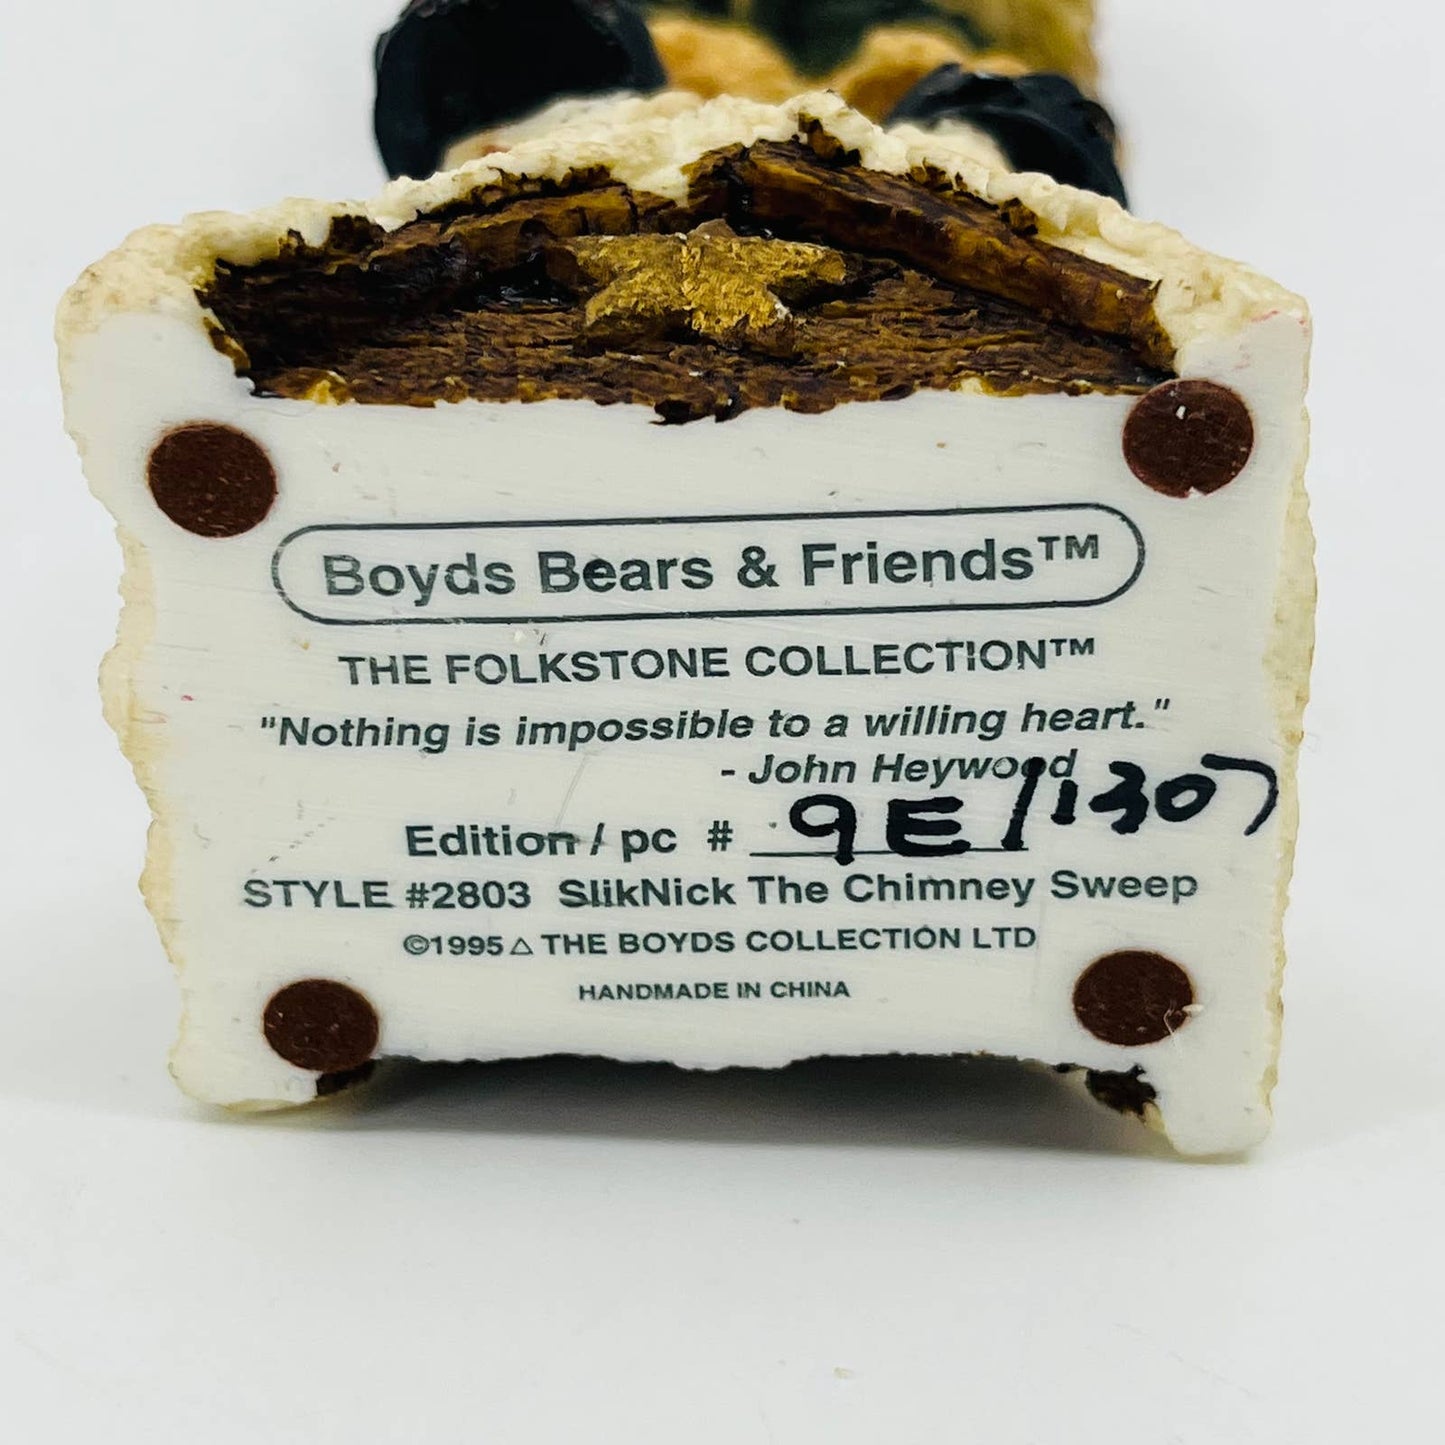 Boyds Bears & Friends™
THE FOLKSTONE COLLECTION™
"Nothing is impossible to a willing heart."
- John Heywood
Edition / pc # 9E/1307
STYLE #2803 SlikNick The Chimney Sweep
©1995 △ THE BOYDS COLLECTION LTD
HANDMADE IN CHINA